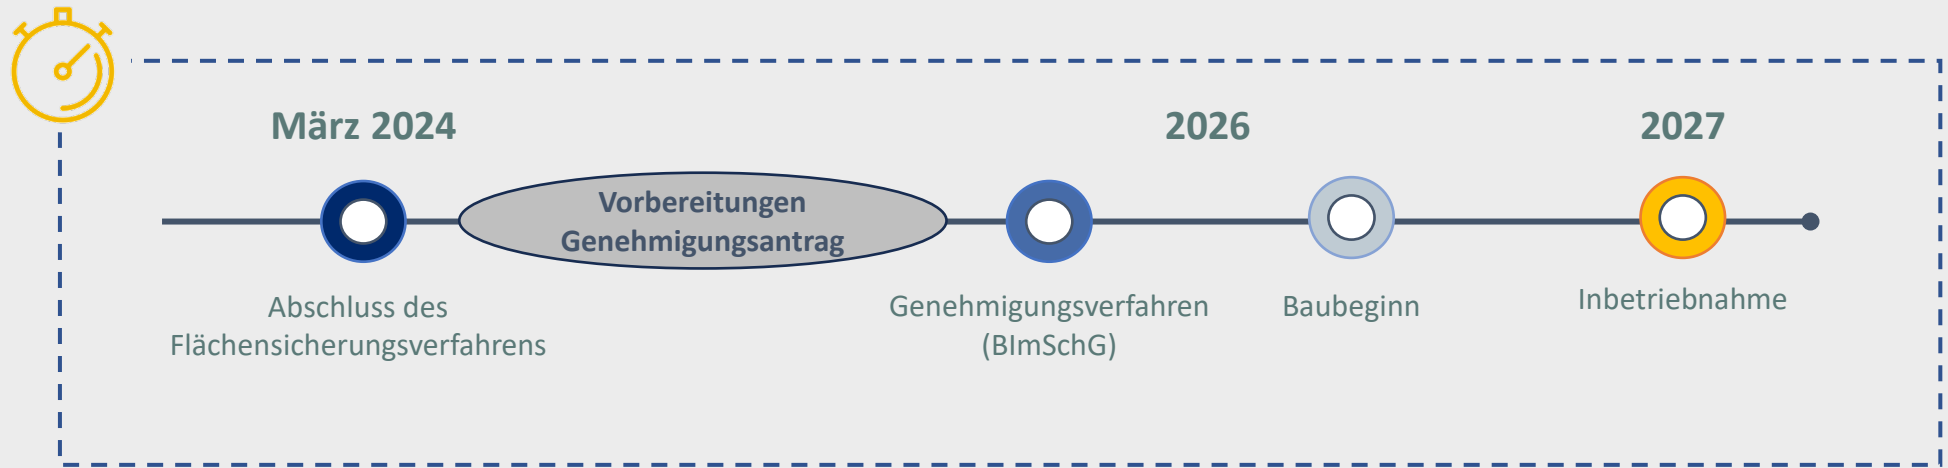 März 2024
2026
2027
Vorbereitungen
Genehmigungsantrag
Abschluss des
Flächensicherungsverfahrens
Genehmigungsverfahren
(BImSchG)
Baubeginn
Inbetriebnahme